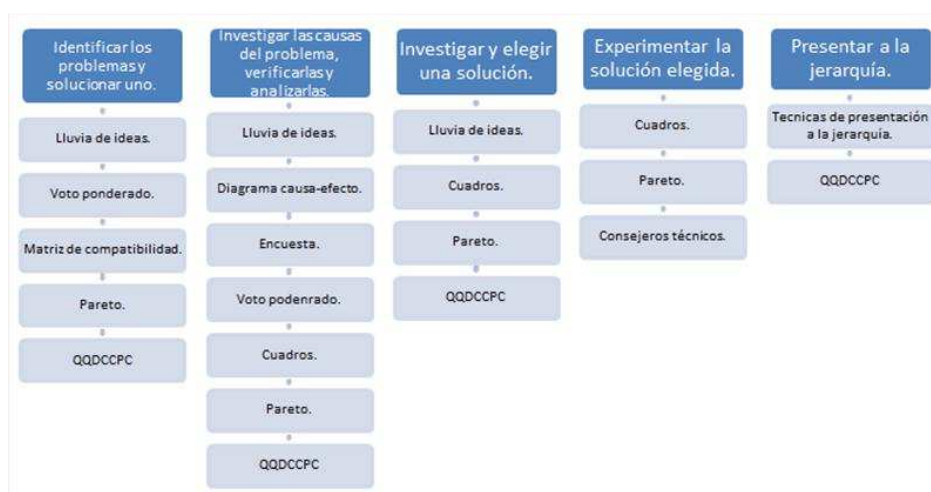 Identificar los
problemas y
solucionar uno.
Lluvia de ideas.
Voto ponderado.
Matriz de compatibilidad.
Pareto.
QQDCCPC
Investigar las causas
del problema,
verificarlas y
analizarlas.
Lluvia de ideas.
Diagrama causa-efecto.
Encuesta.
Voto podenrado.
Cuadros.
Pareto.
QQDCCPC
Investigar y elegir
una solución.
Lluvia de ideas.
Cuadros.
Pareto.
QQDCCPC
Experimentar la
solución elegida.
Cuadros.
Pareto.
Consejeros técnicos.
Presentar a la
jerarquía.
Tecnicas de presentación
a la jerarquía.
QQDCCPC